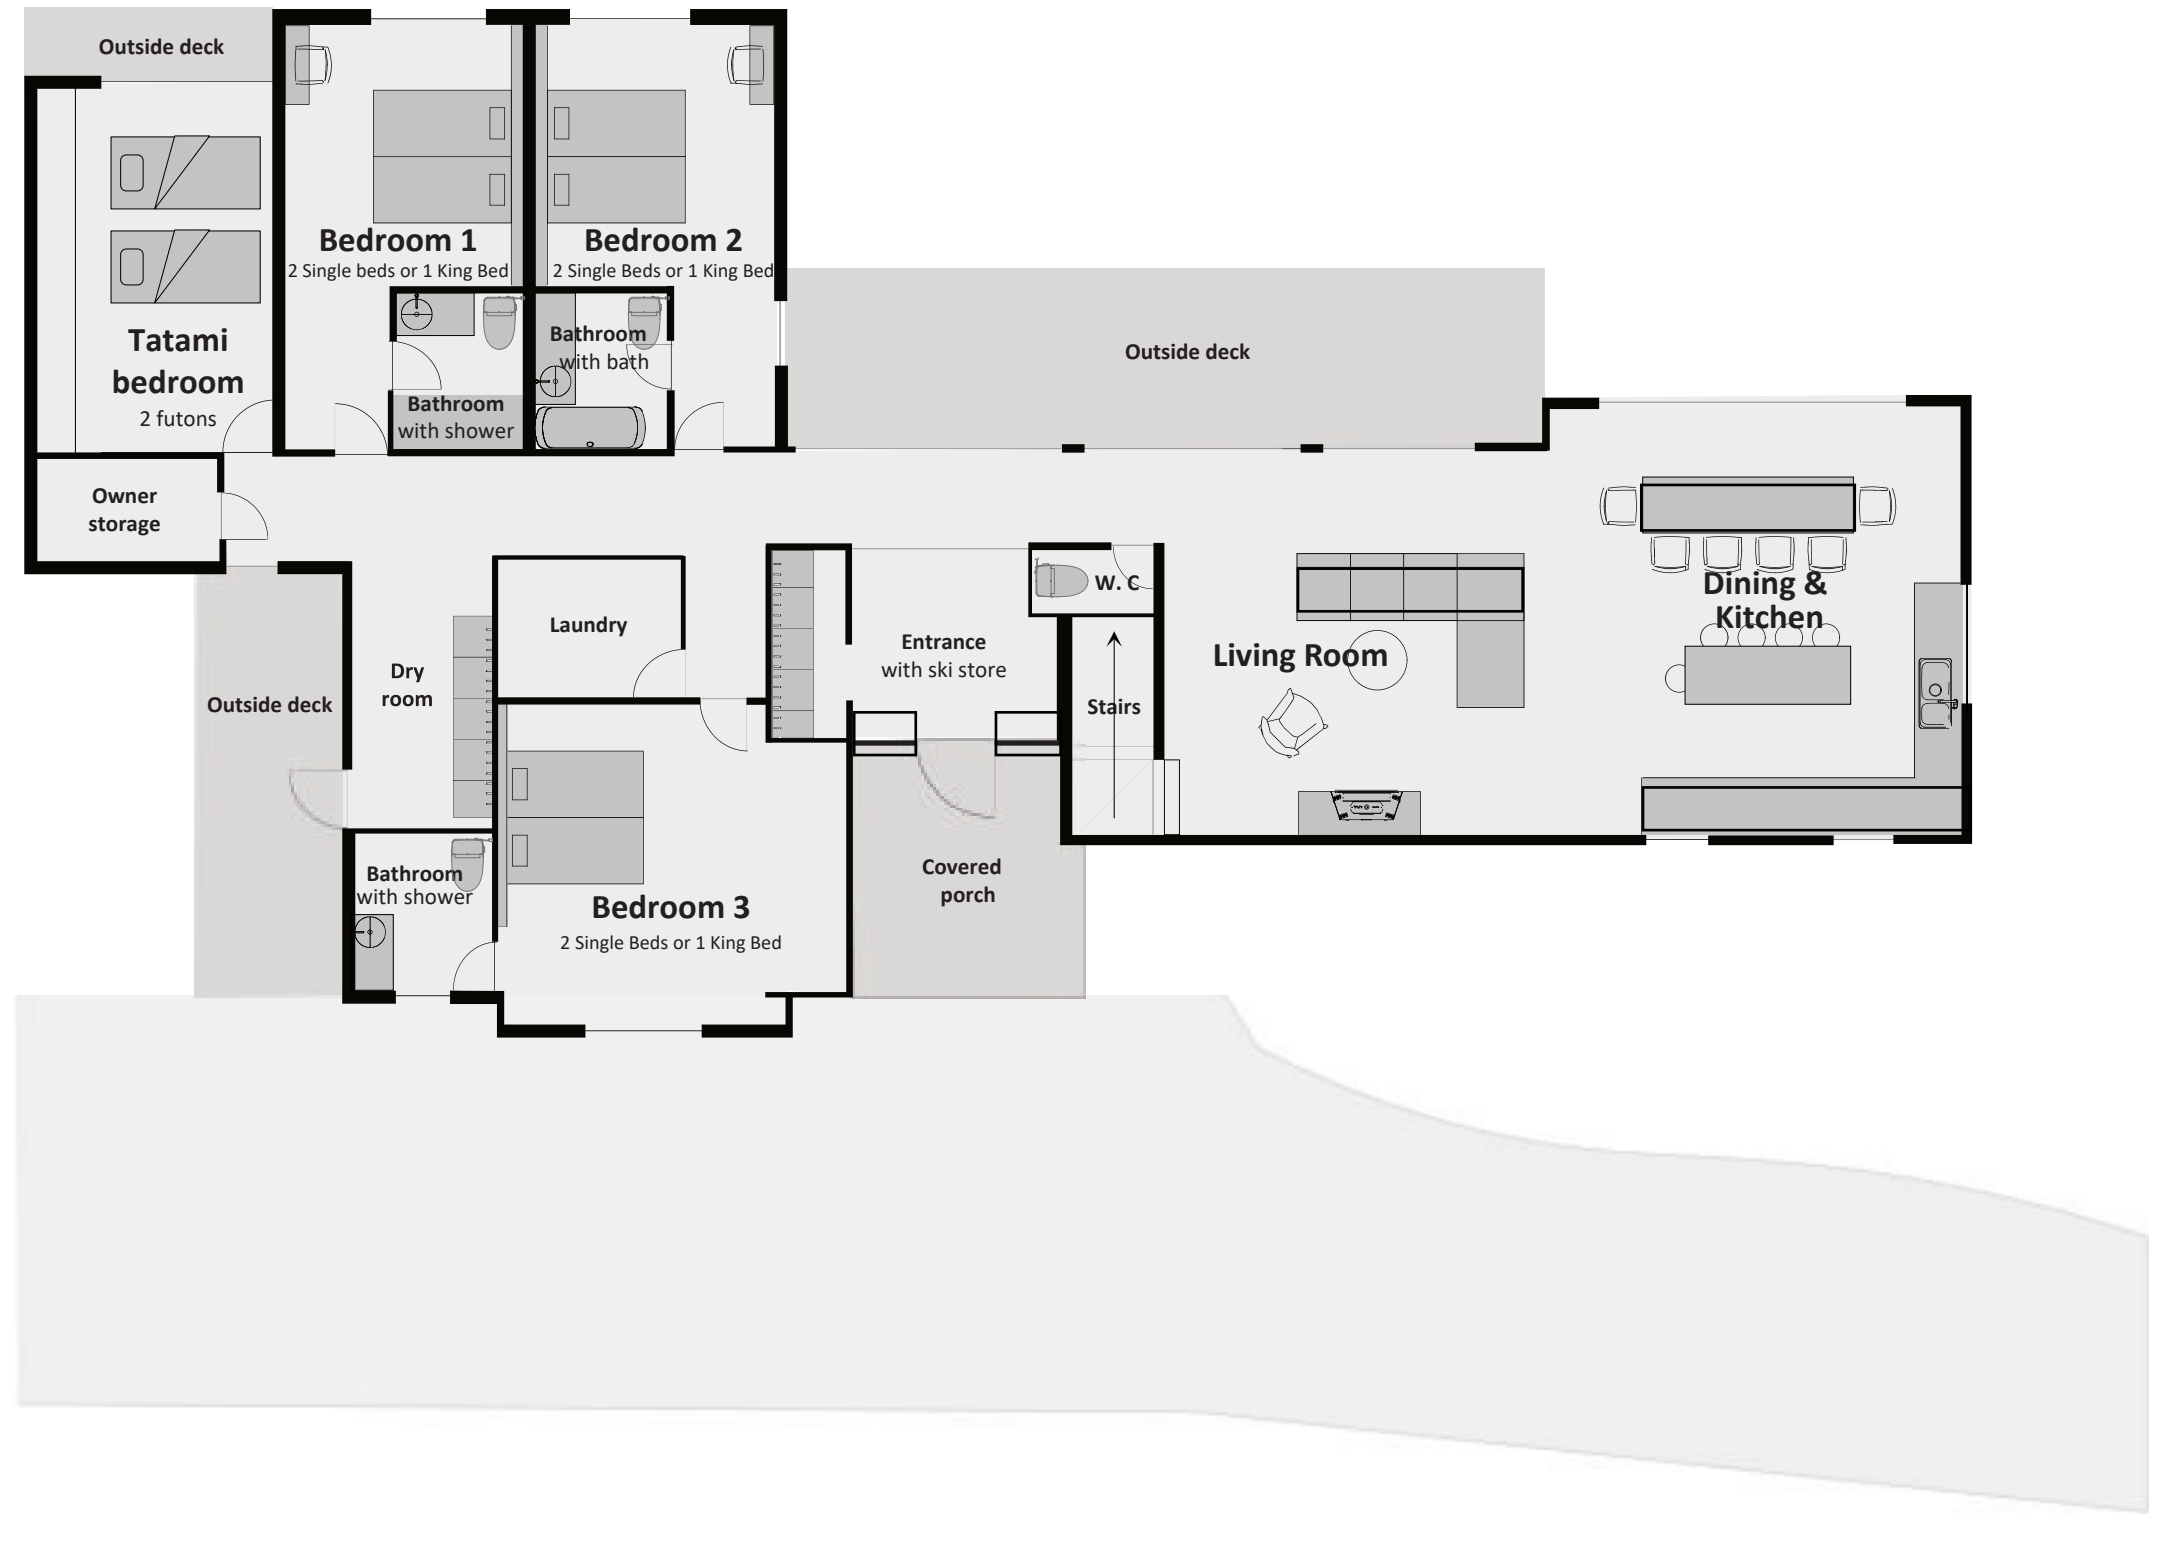 Outside deck
Bedroom 1
2 Single beds or 1 King Bed
Bedroom 2
2 Single Beds or 1 King Bed
Tatami
bedroom
2 futons
Bathroom
with bath
Bathroom
with shower
Outside deck
Owner
storage
Dining &
Kitchen
W. C
Laundry
Entrance
with ski store
Living Room
Dry
room
Outside deck
Stairs
Bathroom
with shower
Covered
porch
Bedroom 3
2 Single Beds or 1 King Bed